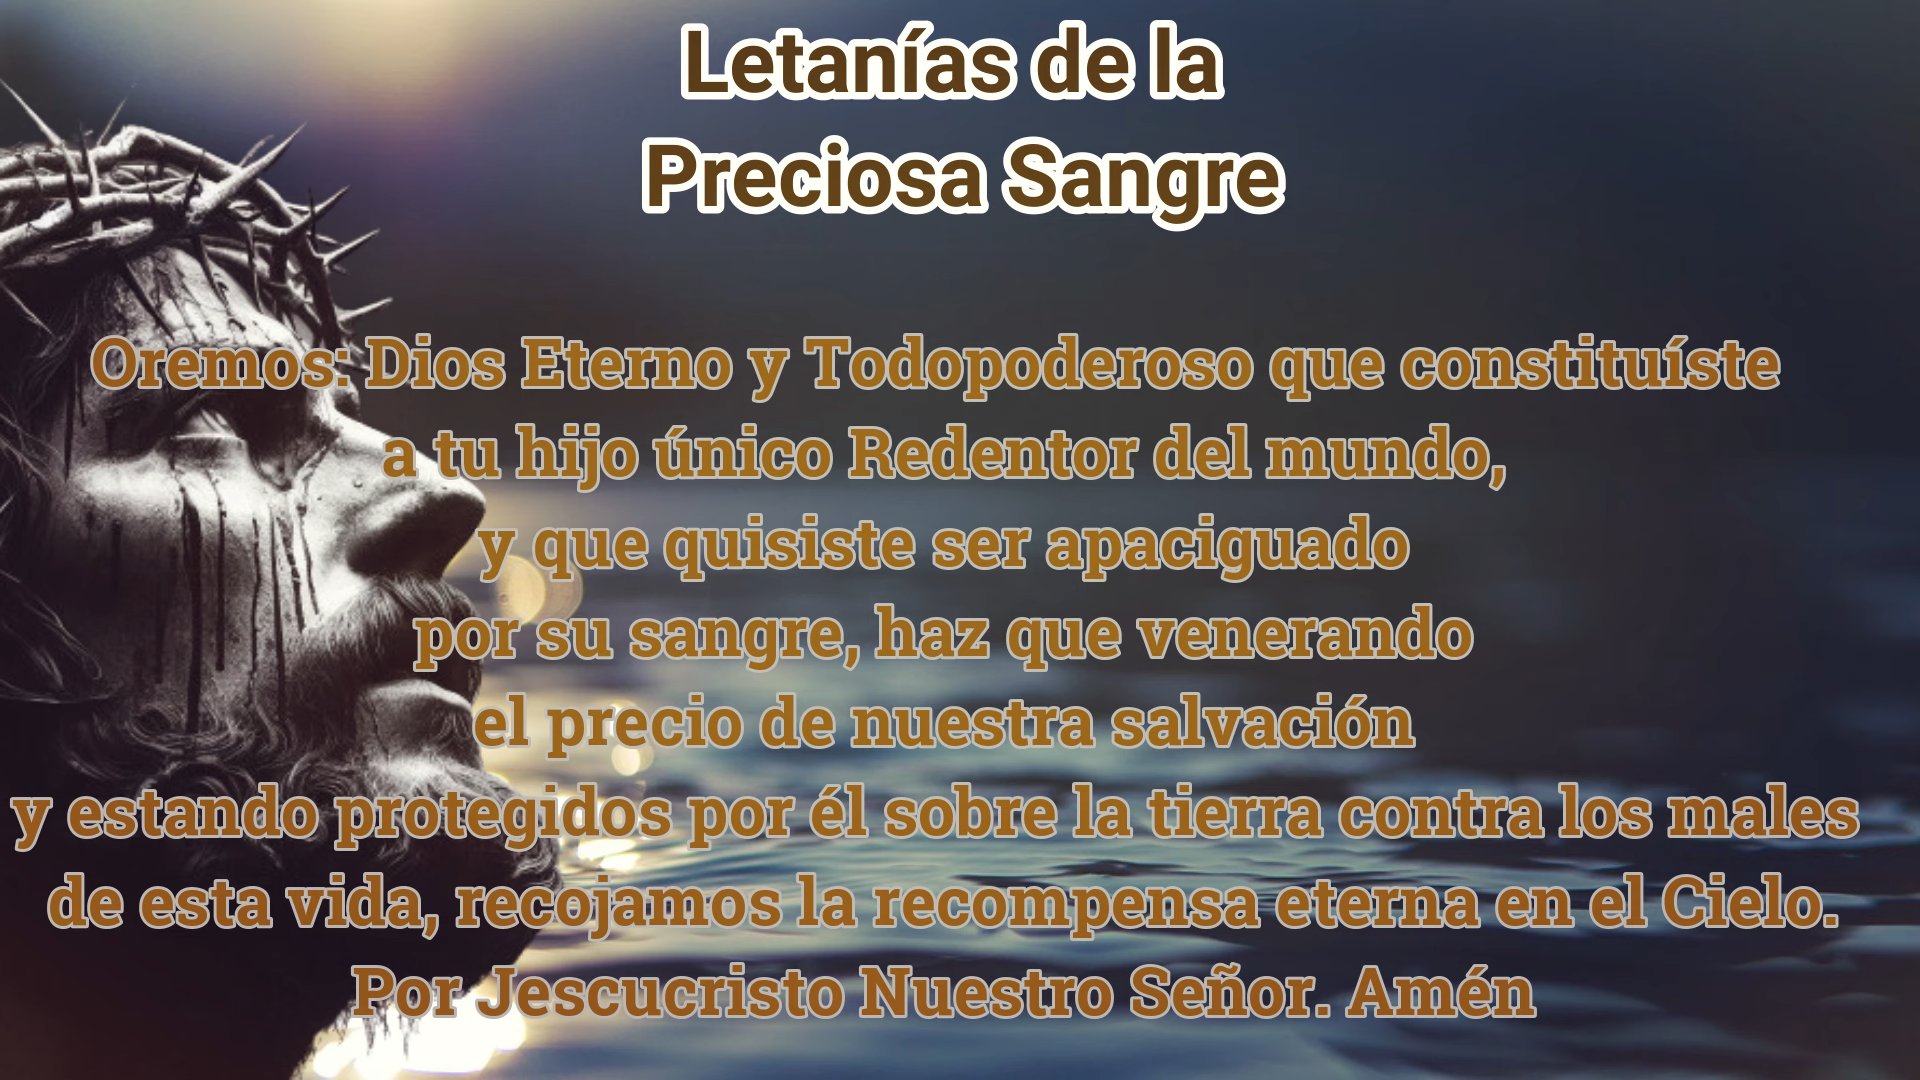 Letanías de la
Preciosa Sangre
Oremos: Dios Eterno y Todopoderoso que constituíste
a tu hijo único Redentor del mundo,
y que quisiste ser apaciguado
por su sangre, haz que venerando
el precio de nuestra salvación
y estando protegidos por él sobre la tierra contra los males
de esta vida, recojamos la recompensa eterna en el Cielo.
Por Jescucristo Nuestro Señor. Amén